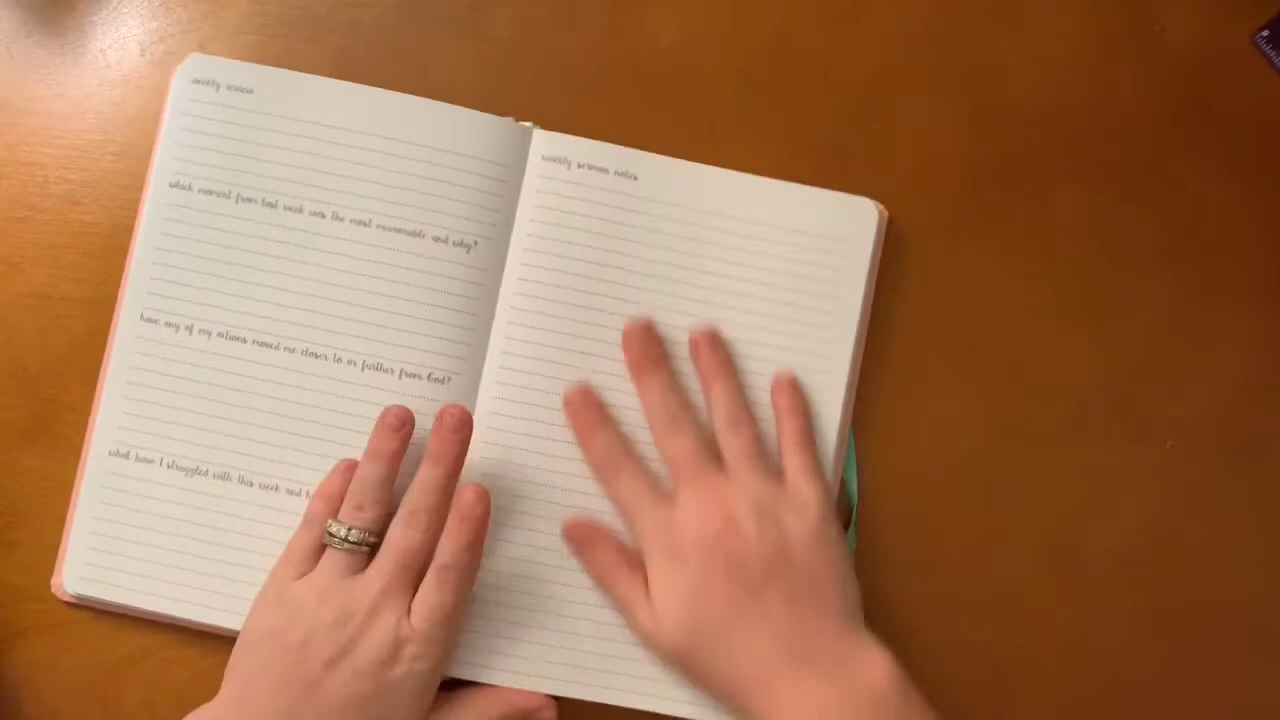 weekly review
which moment from last week was the most memorable and why?
have any of my actions moved me closer to or further from God?
what have I struggled with this week and h
weekly sermon notes